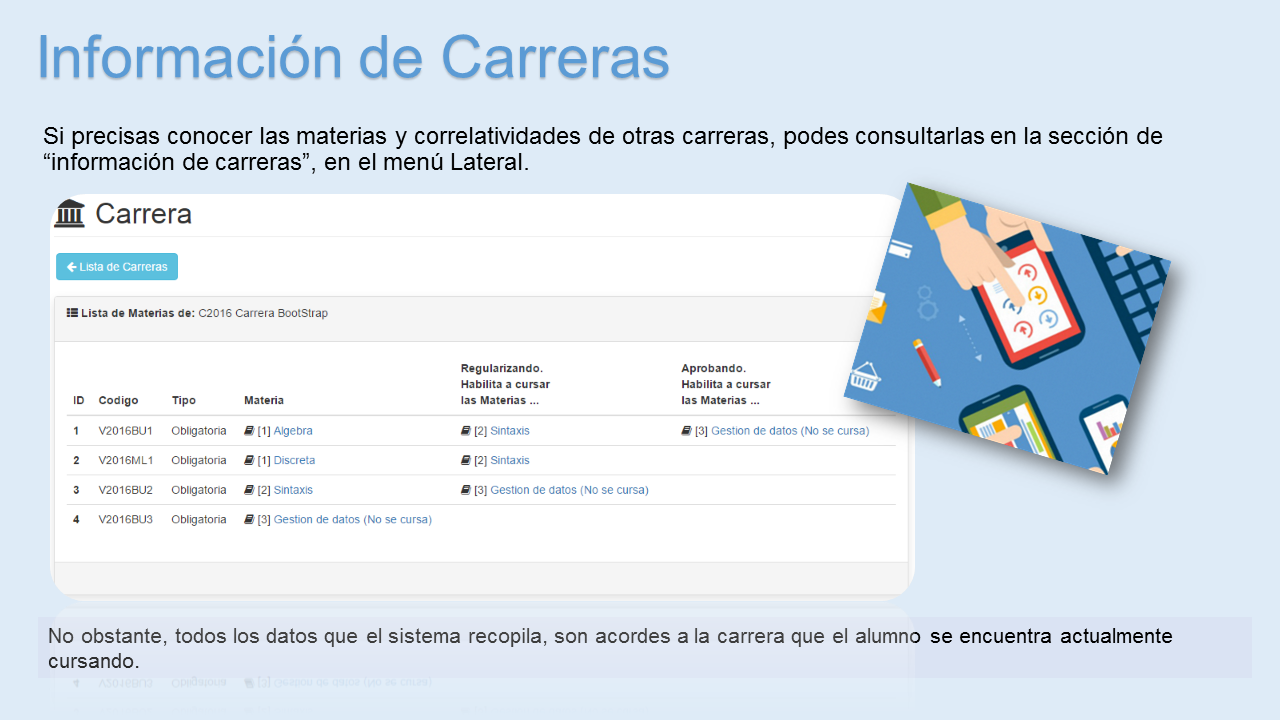 Información de Carreras
Si precisas conocer las materias y correlatividades de otras carreras, podes consultarlas en la sección de
“información de carreras”, en el menú Lateral.
Carrera
Lista de Carreras
Lista de Materias de: C2016 Carrera BootStrap
Regularizando. Aprobando.
Habilita a cursar Habilita a cursar
ID Codigo Tipo Materia las Materias ... las Materias ...
1 V2016BU1 Obligatoria [1] Algebra [2] Sintaxis [3] Gestion de datos (No se cursa)
2 V2016ML1 Obligatoria [1] Discreta [2] Sintaxis
3 V2016BU2 Obligatoria [2] Sintaxis [3] Gestion de datos (No se cursa)
4 V2016BU3 Obligatoria [3] Gestion de datos (No se cursa)
No obstante, todos los datos que el sistema recopila, son acordes a la carrera que el alumno se encuentra actualmente
cursando.